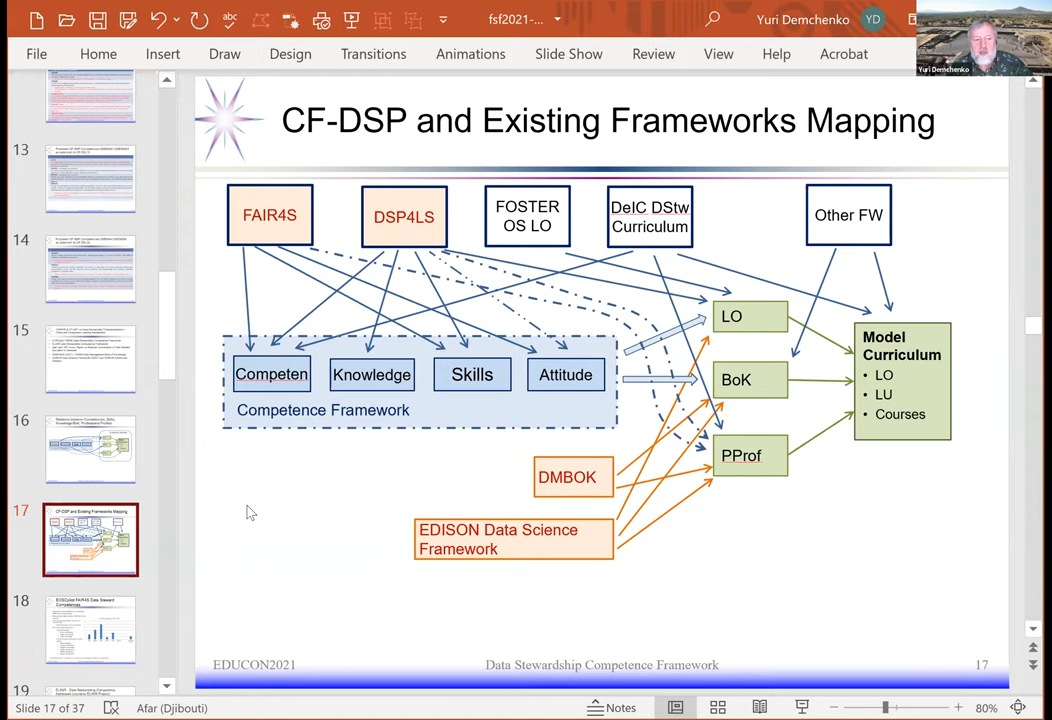 fsf2021-...
Yuri Demchenko
YD
File
Home
Insert
Draw
Design
Transitions
Animations
Slide Show
Review
View
Help
Acrobat
Yuri Demchenko
13
14
15
16
17
18
19
CF-DSP and Existing Frameworks Mapping
FAIR4S
DSP4LS
FOSTER
OS LO
DeIC DStw
Curriculum
Other FW
LO
BoK
PProf
Model
Curriculum
• LO
• LU
• Courses
Competen
Knowledge
Skills
Attitude
Competence Framework
DMBOK
EDISON Data Science
Framework
EDUCON2021
Data Stewardship Competence Framework
17
Slide 17 of 37
Afar (Djibouti)
Notes
80%